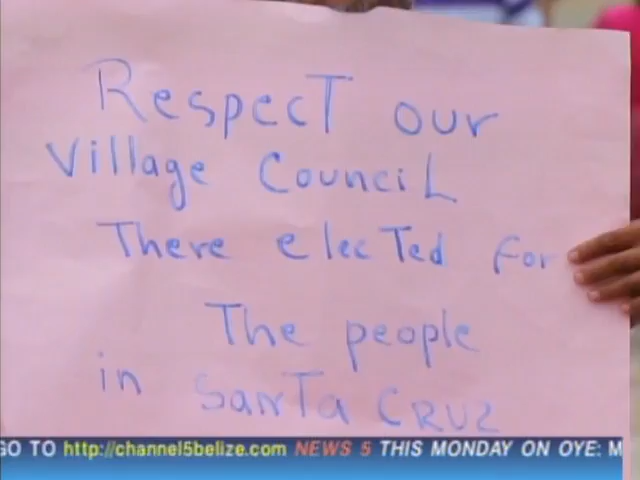 Respect our
Village Council
There elected for
The people
in Santa CRUZ
GO TO http://channel5belize.com NEWS 5 THIS MONDAY ON OYE: M